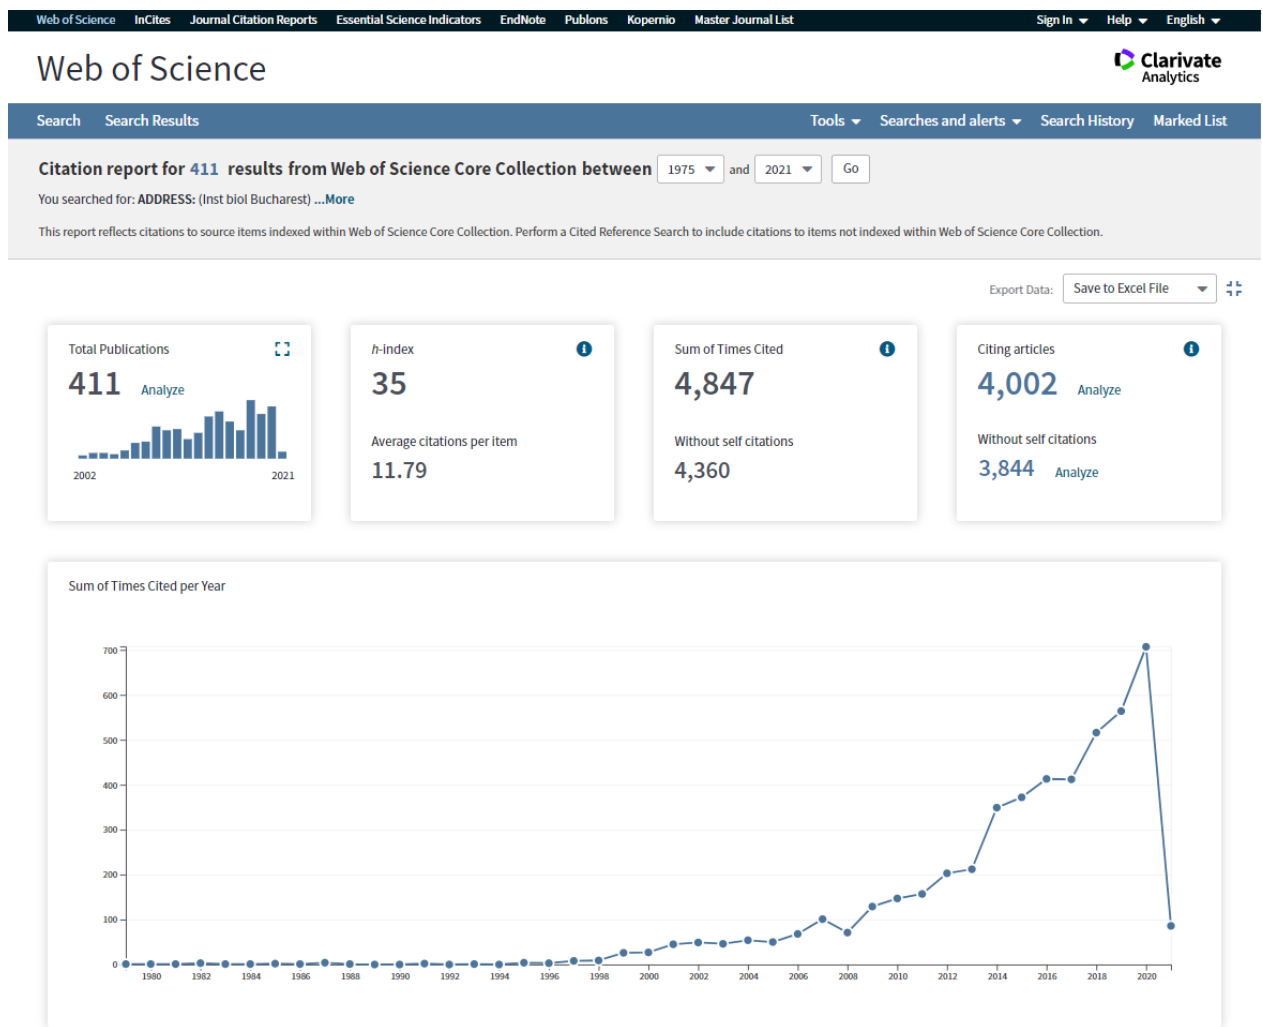 Web of Science InCites Journal Citation Reports Essential Science Indicators EndNote Publons Kopernio Master Journal List Sign In Help English
Web of Science
Clarivate
Analytics
Search Search Results Tools Searches and alerts Search History Marked List
Citation report for 411 results from Web of Science Core Collection between 1975 and 2021 Go
You searched for: ADDRESS: (Inst biol Bucharest) ...More
This report reflects citations to source items indexed within Web of Science Core Collection. Perform a Cited Reference Search to include citations to items not indexed within Web of Science Core Collection.
Export Data: Save to Excel File
Total Publications
411 Analyze
2002 2021
h-index
35
Average citations per item
11.79
Sum of Times Cited
4,847
Without self citations
4,360
Citing articles
4,002 Analyze
Without self citations
3,844 Analyze
Sum of Times Cited per Year
700
600
500
400
300
200
100
0
1980 1982 1984 1986 1988 1990 1992 1994 1996 1998 2000 2002 2004 2006 2008 2010 2012 2014 2016 2018 2020